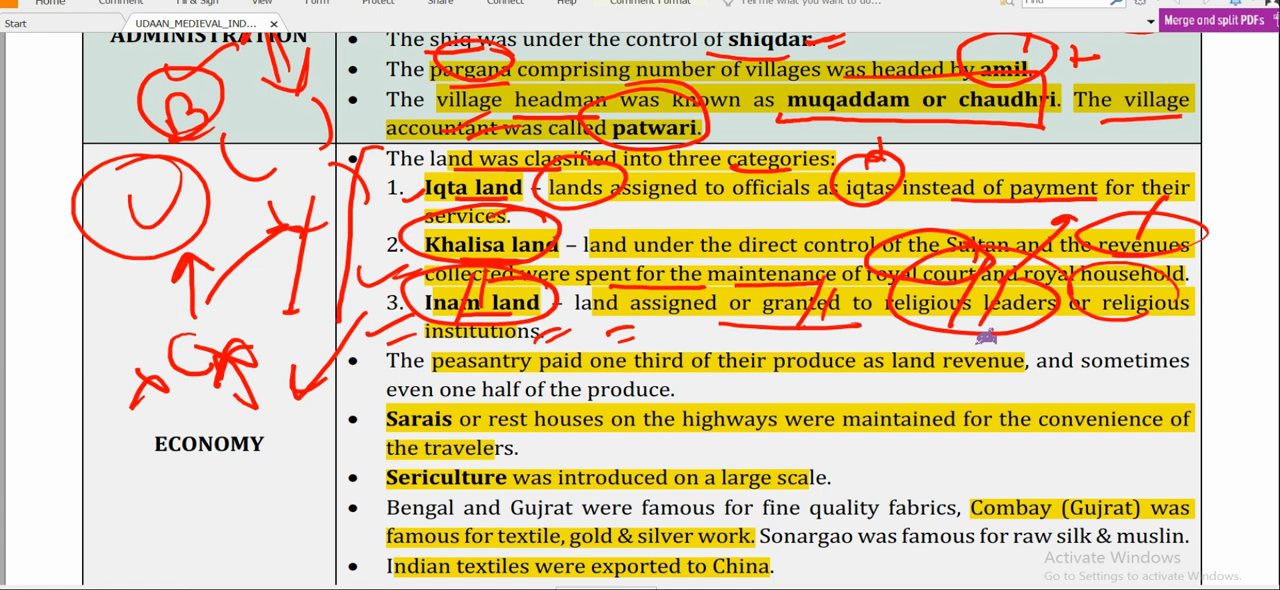 Home Comment Fill & Sign View Form Protect Share Connect Help Comment Format Tell me what you want to do... Find
Start UDAAN_MEDIEVAL_IND... ×
Merge and split PDFs
ADMINISTRATION
• The shiq was under the control of shiqdar.
• The pargana comprising number of villages was headed by amil.
• The village headman was known as muqaddam or chaudhri. The village
accountant was called patwari.
ECONOMY
• The land was classified into three categories:
1. Iqta land – lands assigned to officials as iqtas instead of payment for their
services.
2. Khalisa land – land under the direct control of the Sultan and the revenues
collected were spent for the maintenance of royal court and royal household.
3. Inam land – land assigned or granted to religious leaders or religious
institutions.
• The peasantry paid one third of their produce as land revenue, and sometimes
even one half of the produce.
• Sarais or rest houses on the highways were maintained for the convenience of
the travelers.
• Sericulture was introduced on a large scale.
• Bengal and Gujrat were famous for fine quality fabrics, Combay (Gujrat) was
famous for textile, gold & silver work. Sonargao was famous for raw silk & muslin.
• Indian textiles were exported to China.
Activate Windows
Go to Settings to activate Windows.